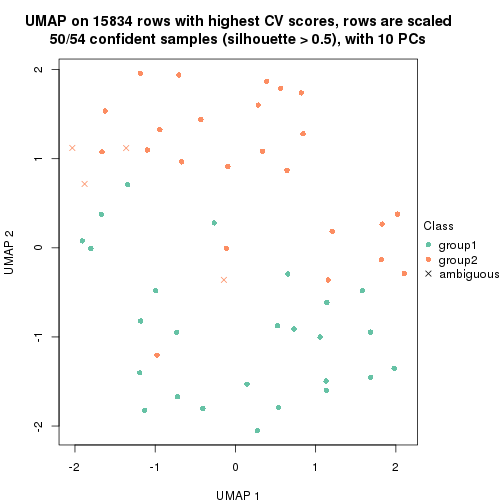 UMAP on 15834 rows with highest CV scores, rows are scaled
50/54 confident samples (silhouette > 0.5), with 10 PCs
2
1
0
-1
-2
UMAP 2
-2
-1
0
1
2
UMAP 1
Class
group1
group2
ambiguous